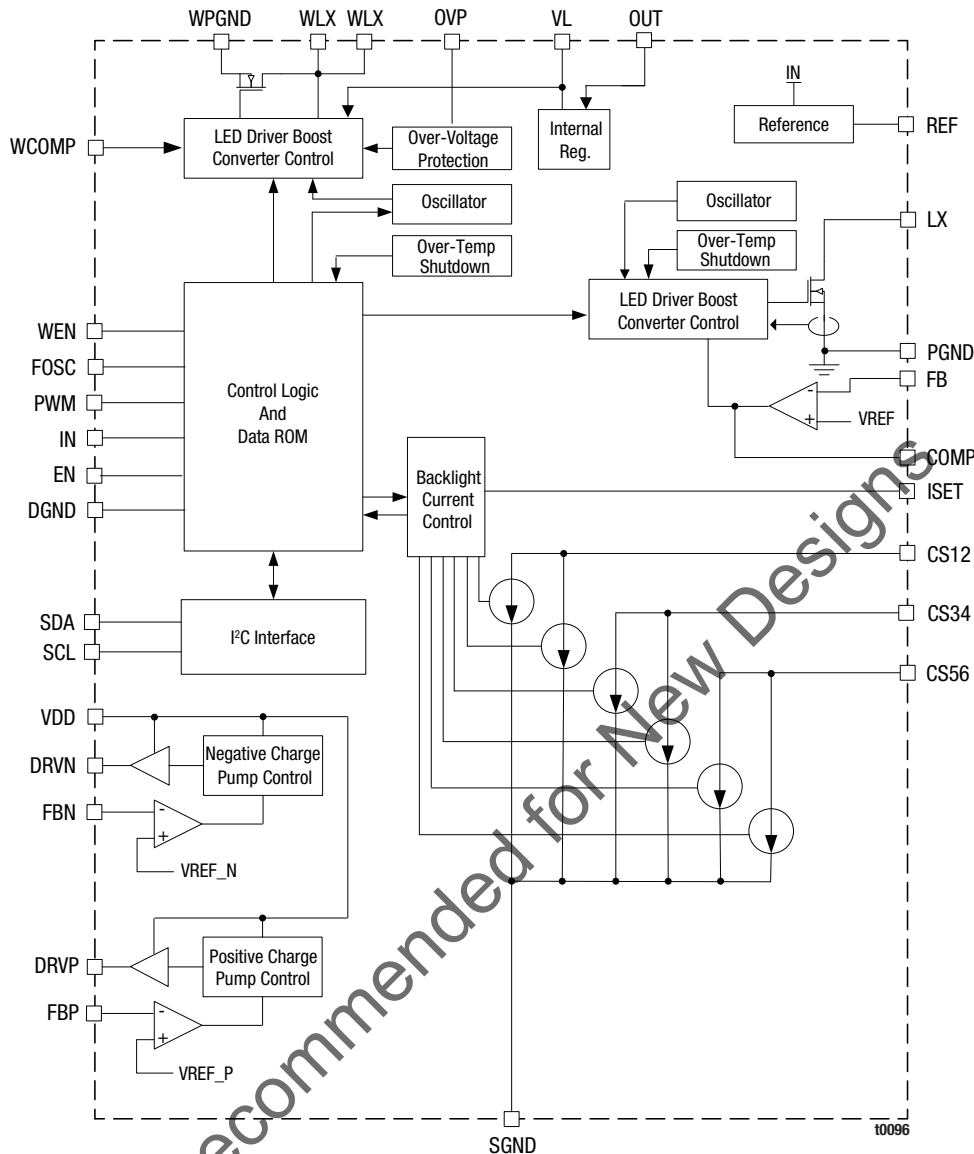 WPGND WLX WLX OVP VL OUT
IN
LED Driver Boost
Converter Control
Over-Voltage
Protection
Internal
Reg.
Reference
REF
WCOMP
Oscillator
Oscillator
LX
Over-Temp
Shutdown
Over-Temp
Shutdown
LED Driver Boost
Converter Control
WEN
FOSC
PWM
IN
EN
DGND
Control Logic
And
Data ROM
PGND
FB
-
+
VREF
COMP
ISET
Backlight
Current
Control
CS12
CS34
CS56
SDA
SCL
I²C Interface
VDD
DRVN
Negative Charge
Pump Control
FBN
-
+
VREF_N
DRVP
Positive Charge
Pump Control
FBP
-
+
VREF_P
SGND
t0096
ecommended for New Designs